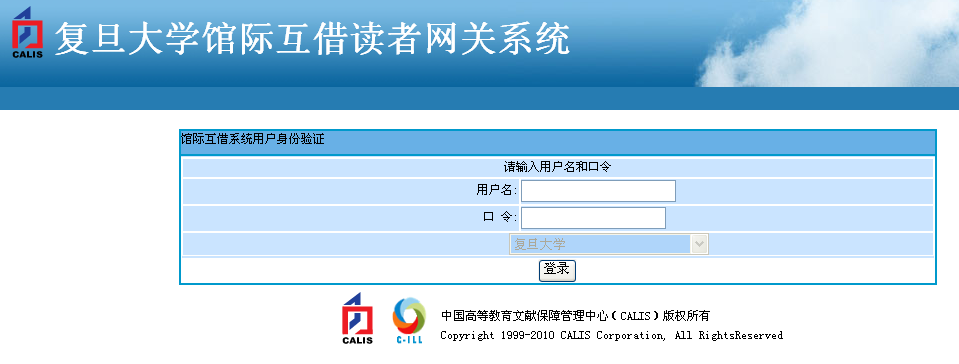 CALIS
复旦大学馆际互借读者网关系统
馆际互借系统用户身份验证
请输入用户名和口令
用户名:
口 令:
复旦大学
登录
CALIS
C-ILL
中国高等教育文献保障管理中心(CALIS)版权所有
Copyright 1999-2010 CALIS Corporation, All RightsReserved